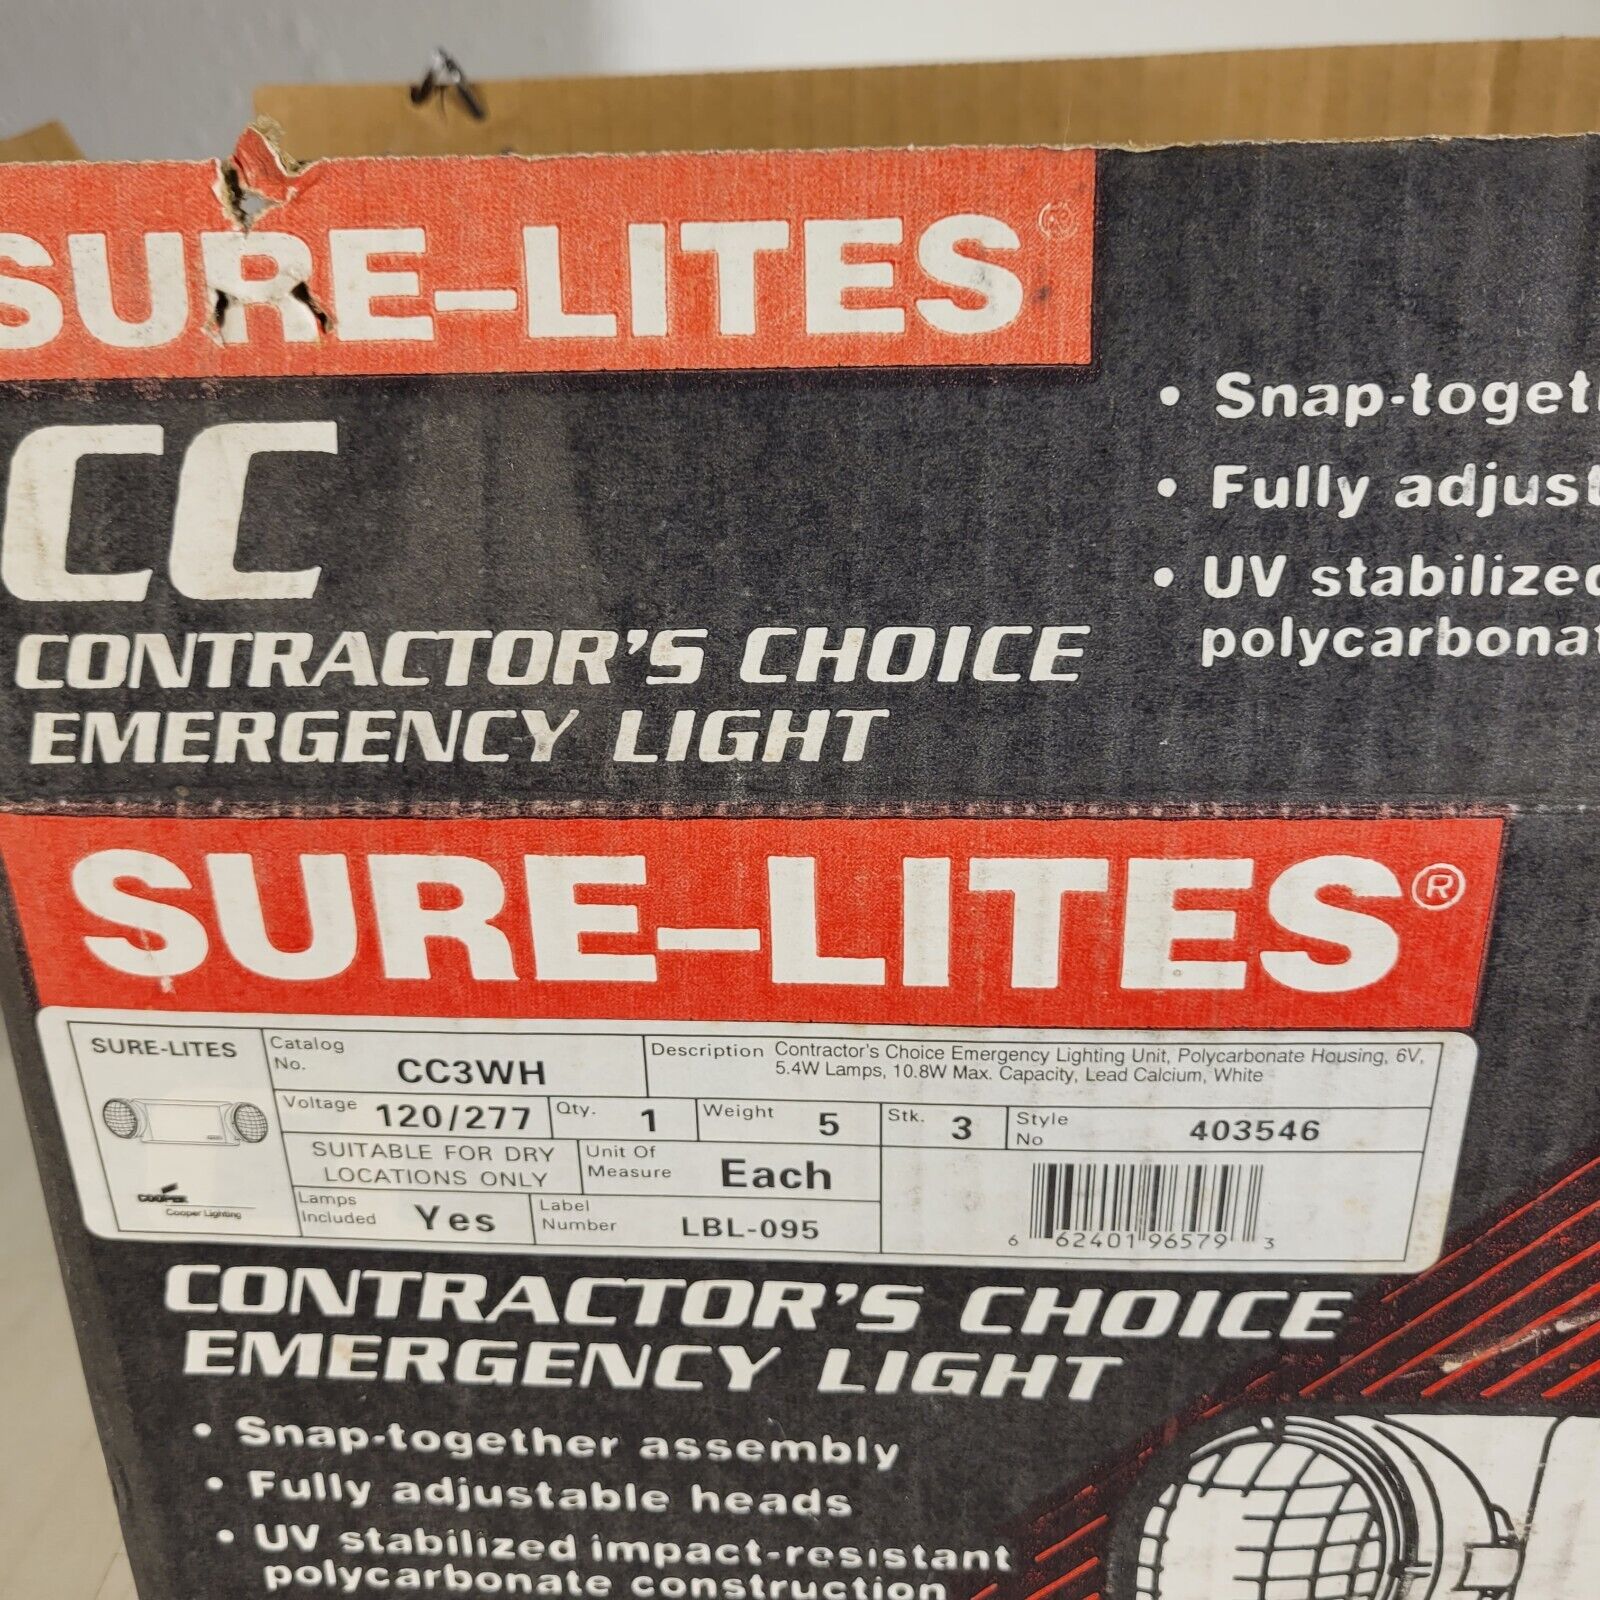 SURE-LITES®
CC
CONTRACTOR'S CHOICE
EMERGENCY LIGHT
• Snap-toget
• Fully adjust
• UV stabilized
polycarbonat
SURE-LITES®
SURE-LITES
COOPER
Cooper Lighting
Catalog No. CC3WH
Description Contractor's Choice Emergency Lighting Unit, Polycarbonate Housing, 6V,
5.4W Lamps, 10.8W Max. Capacity, Lead Calcium, White
Voltage 120/277
Qty. 1
Weight 5
Stk. 3
Style No 403546
SUITABLE FOR DRY
LOCATIONS ONLY
Unit Of Measure Each
Lamps Included Yes
Label Number LBL-095
6 62401 96579 3
CONTRACTOR'S CHOICE
EMERGENCY LIGHT
• Snap-together assembly
• Fully adjustable heads
• UV stabilized impact-resistant
polycarbonate construction